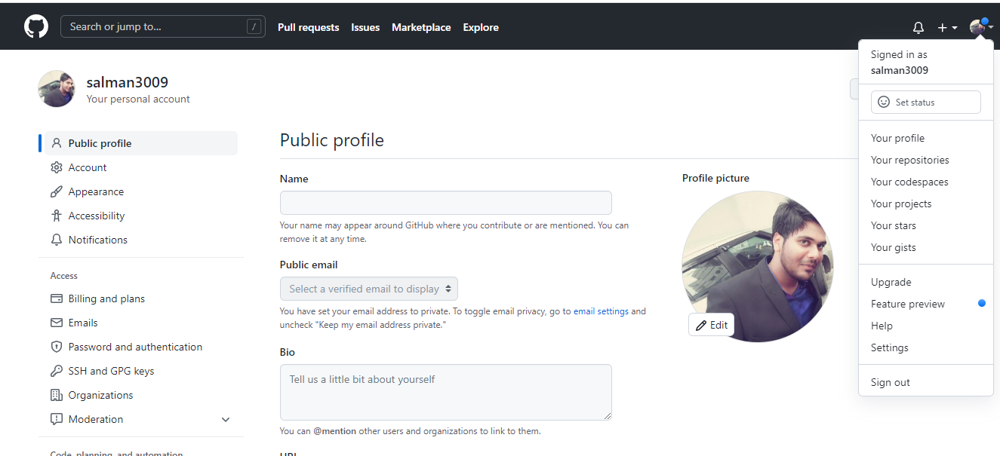 Search or jump to...
/
Pull requests
Issues
Marketplace
Explore
Signed in as
salman3009
Set status
Your profile
Your repositories
Your codespaces
Your projects
Your stars
Your gists
Upgrade
Feature preview
Help
Settings
Sign out
salman3009
Your personal account
Public profile
Account
Appearance
Accessibility
Notifications
Access
Billing and plans
Emails
Password and authentication
SSH and GPG keys
Organizations
Moderation
Code, planning, and automation
Public profile
Name
Your name may appear around GitHub where you contribute or are mentioned. You can
remove it at any time.
Public email
Select a verified email to display
You have set your email address to private. To toggle email privacy, go to email settings and
uncheck "Keep my email address private."
Bio
Tell us a little bit about yourself
You can @mention other users and organizations to link to them.
URL
Profile picture
Edit